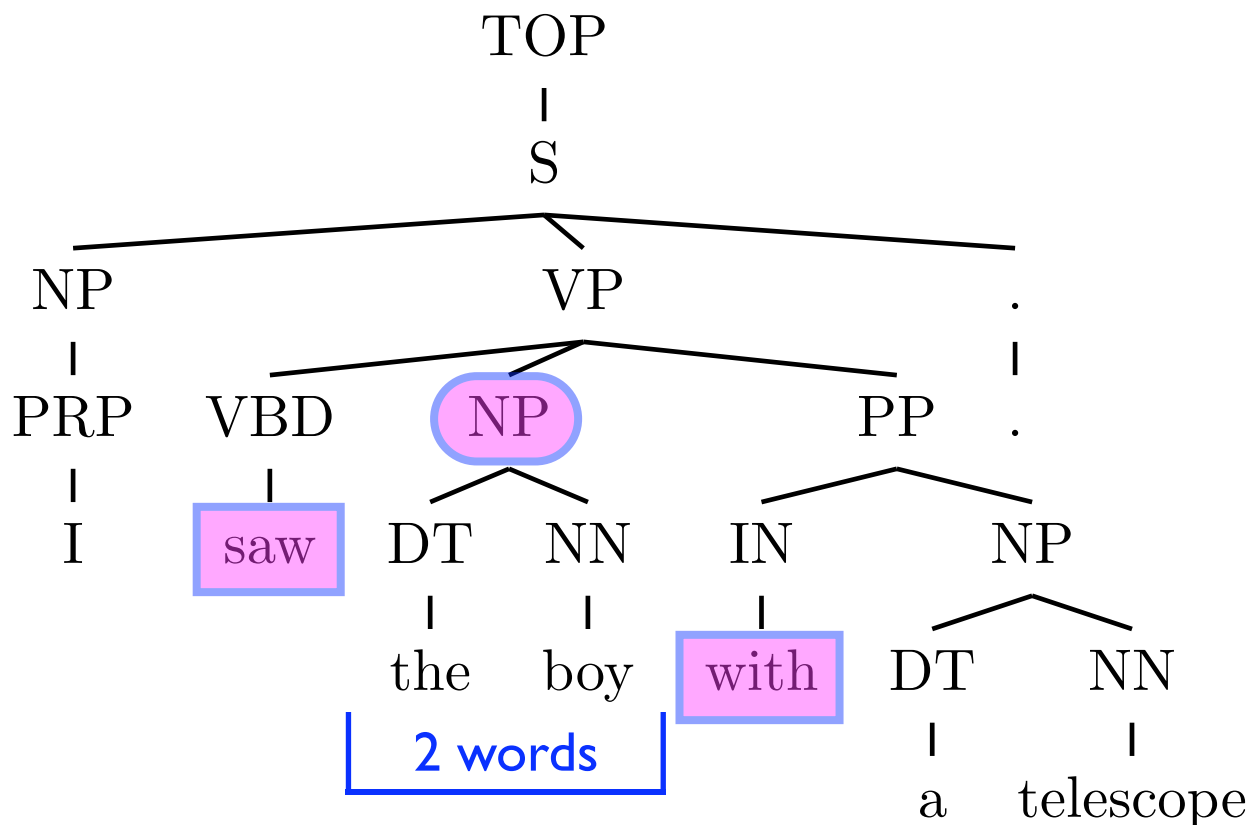 TOP
S
NP VP .
PRP VBD NP PP .
I saw DT NN IN NP
the boy with DT NN
2 words
a telescope